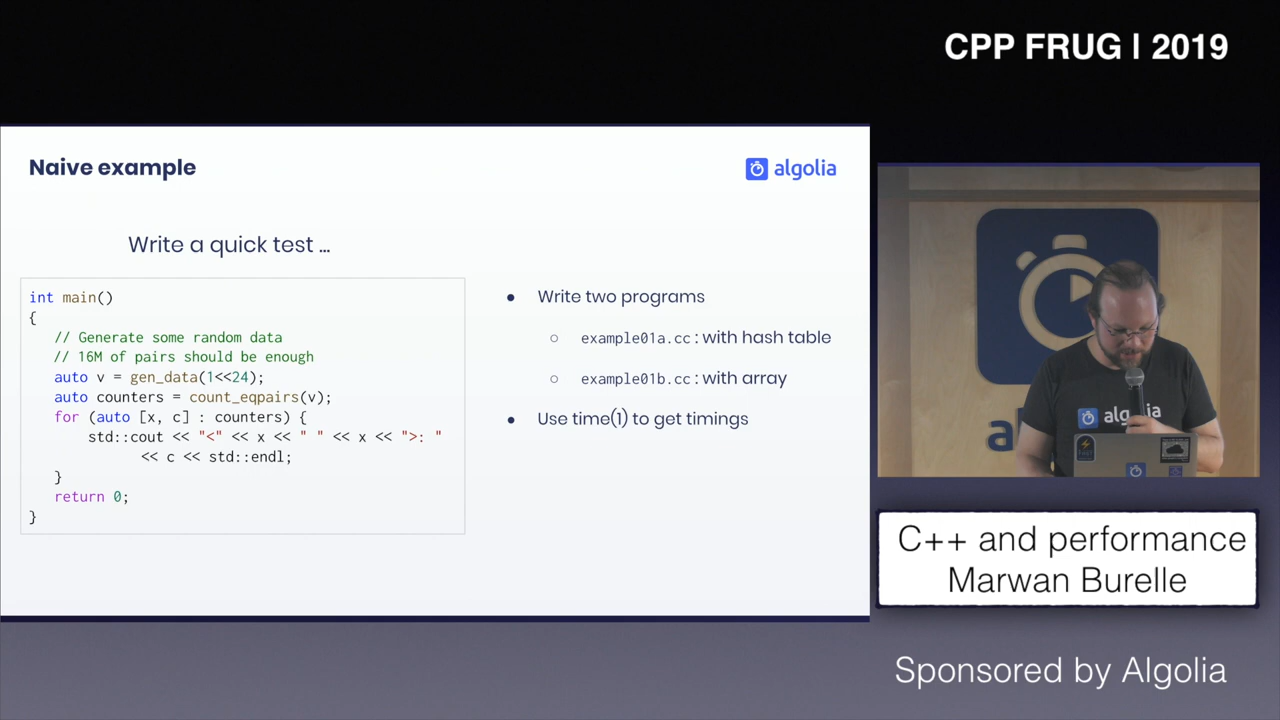 CPP FRUG | 2019
Naive example
algolia
Write a quick test ...
int main()
{
// Generate some random data
// 16M of pairs should be enough
auto v = gen_data(1<<24);
auto counters = count_eqpairs(v);
for (auto [x, c] : counters) {
std::cout << "<" << x << " " << x << ">: "
<< c << std::endl;
}
return 0;
}
• Write two programs
○ example01a.cc : with hash table
○ example01b.cc : with array
• Use time(1) to get timings
algolia
C++ and performance
Marwan Burelle
Sponsored by Algolia